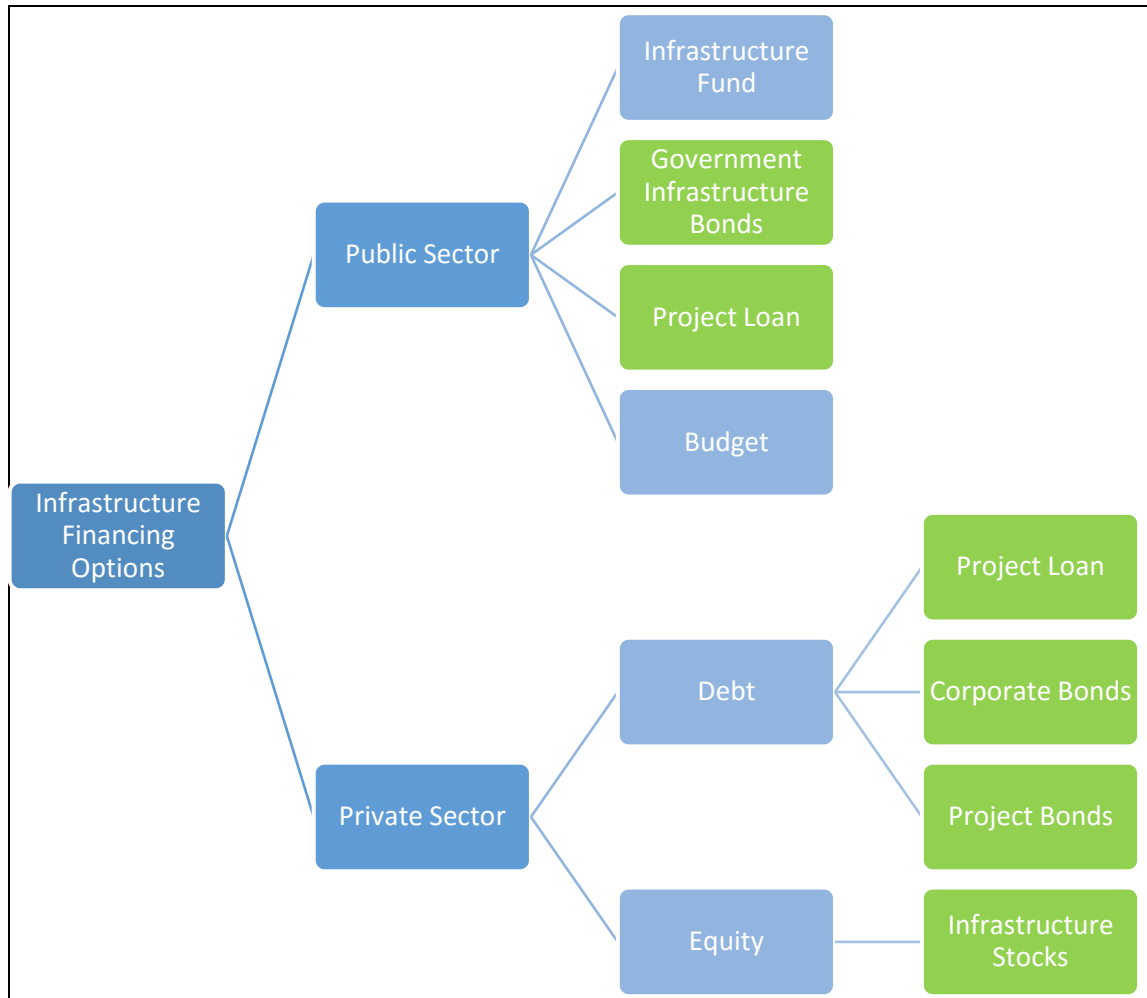 Infrastructure
Fund
Government
Infrastructure
Bonds
Public Sector
Project Loan
Budget
Infrastructure
Financing
Options
Project Loan
Debt
Corporate Bonds
Private Sector
Project Bonds
Equity
Infrastructure
Stocks